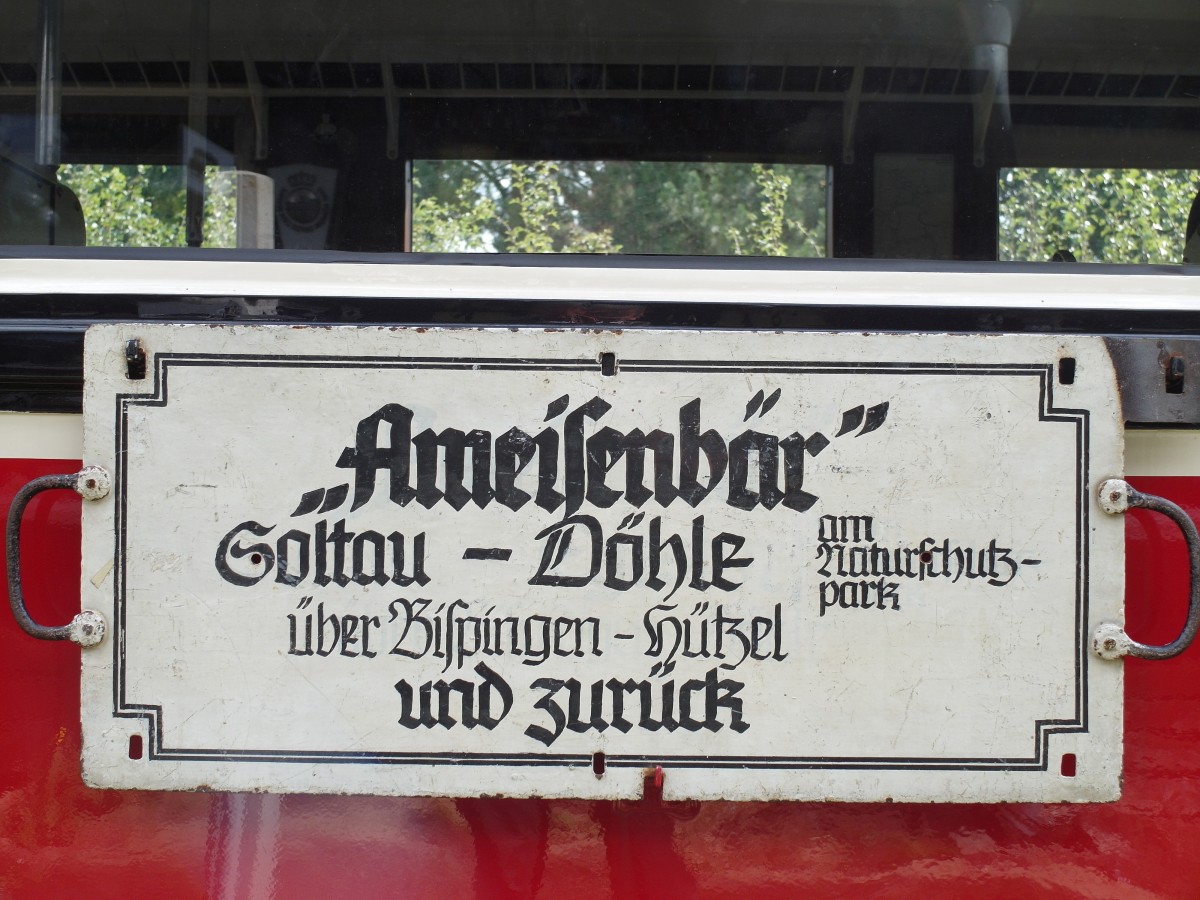 „Ameiſenbär”
Soltau – Döhle
am
Naturſchutz-
park
über Biſpingen - Hützel
und zurück